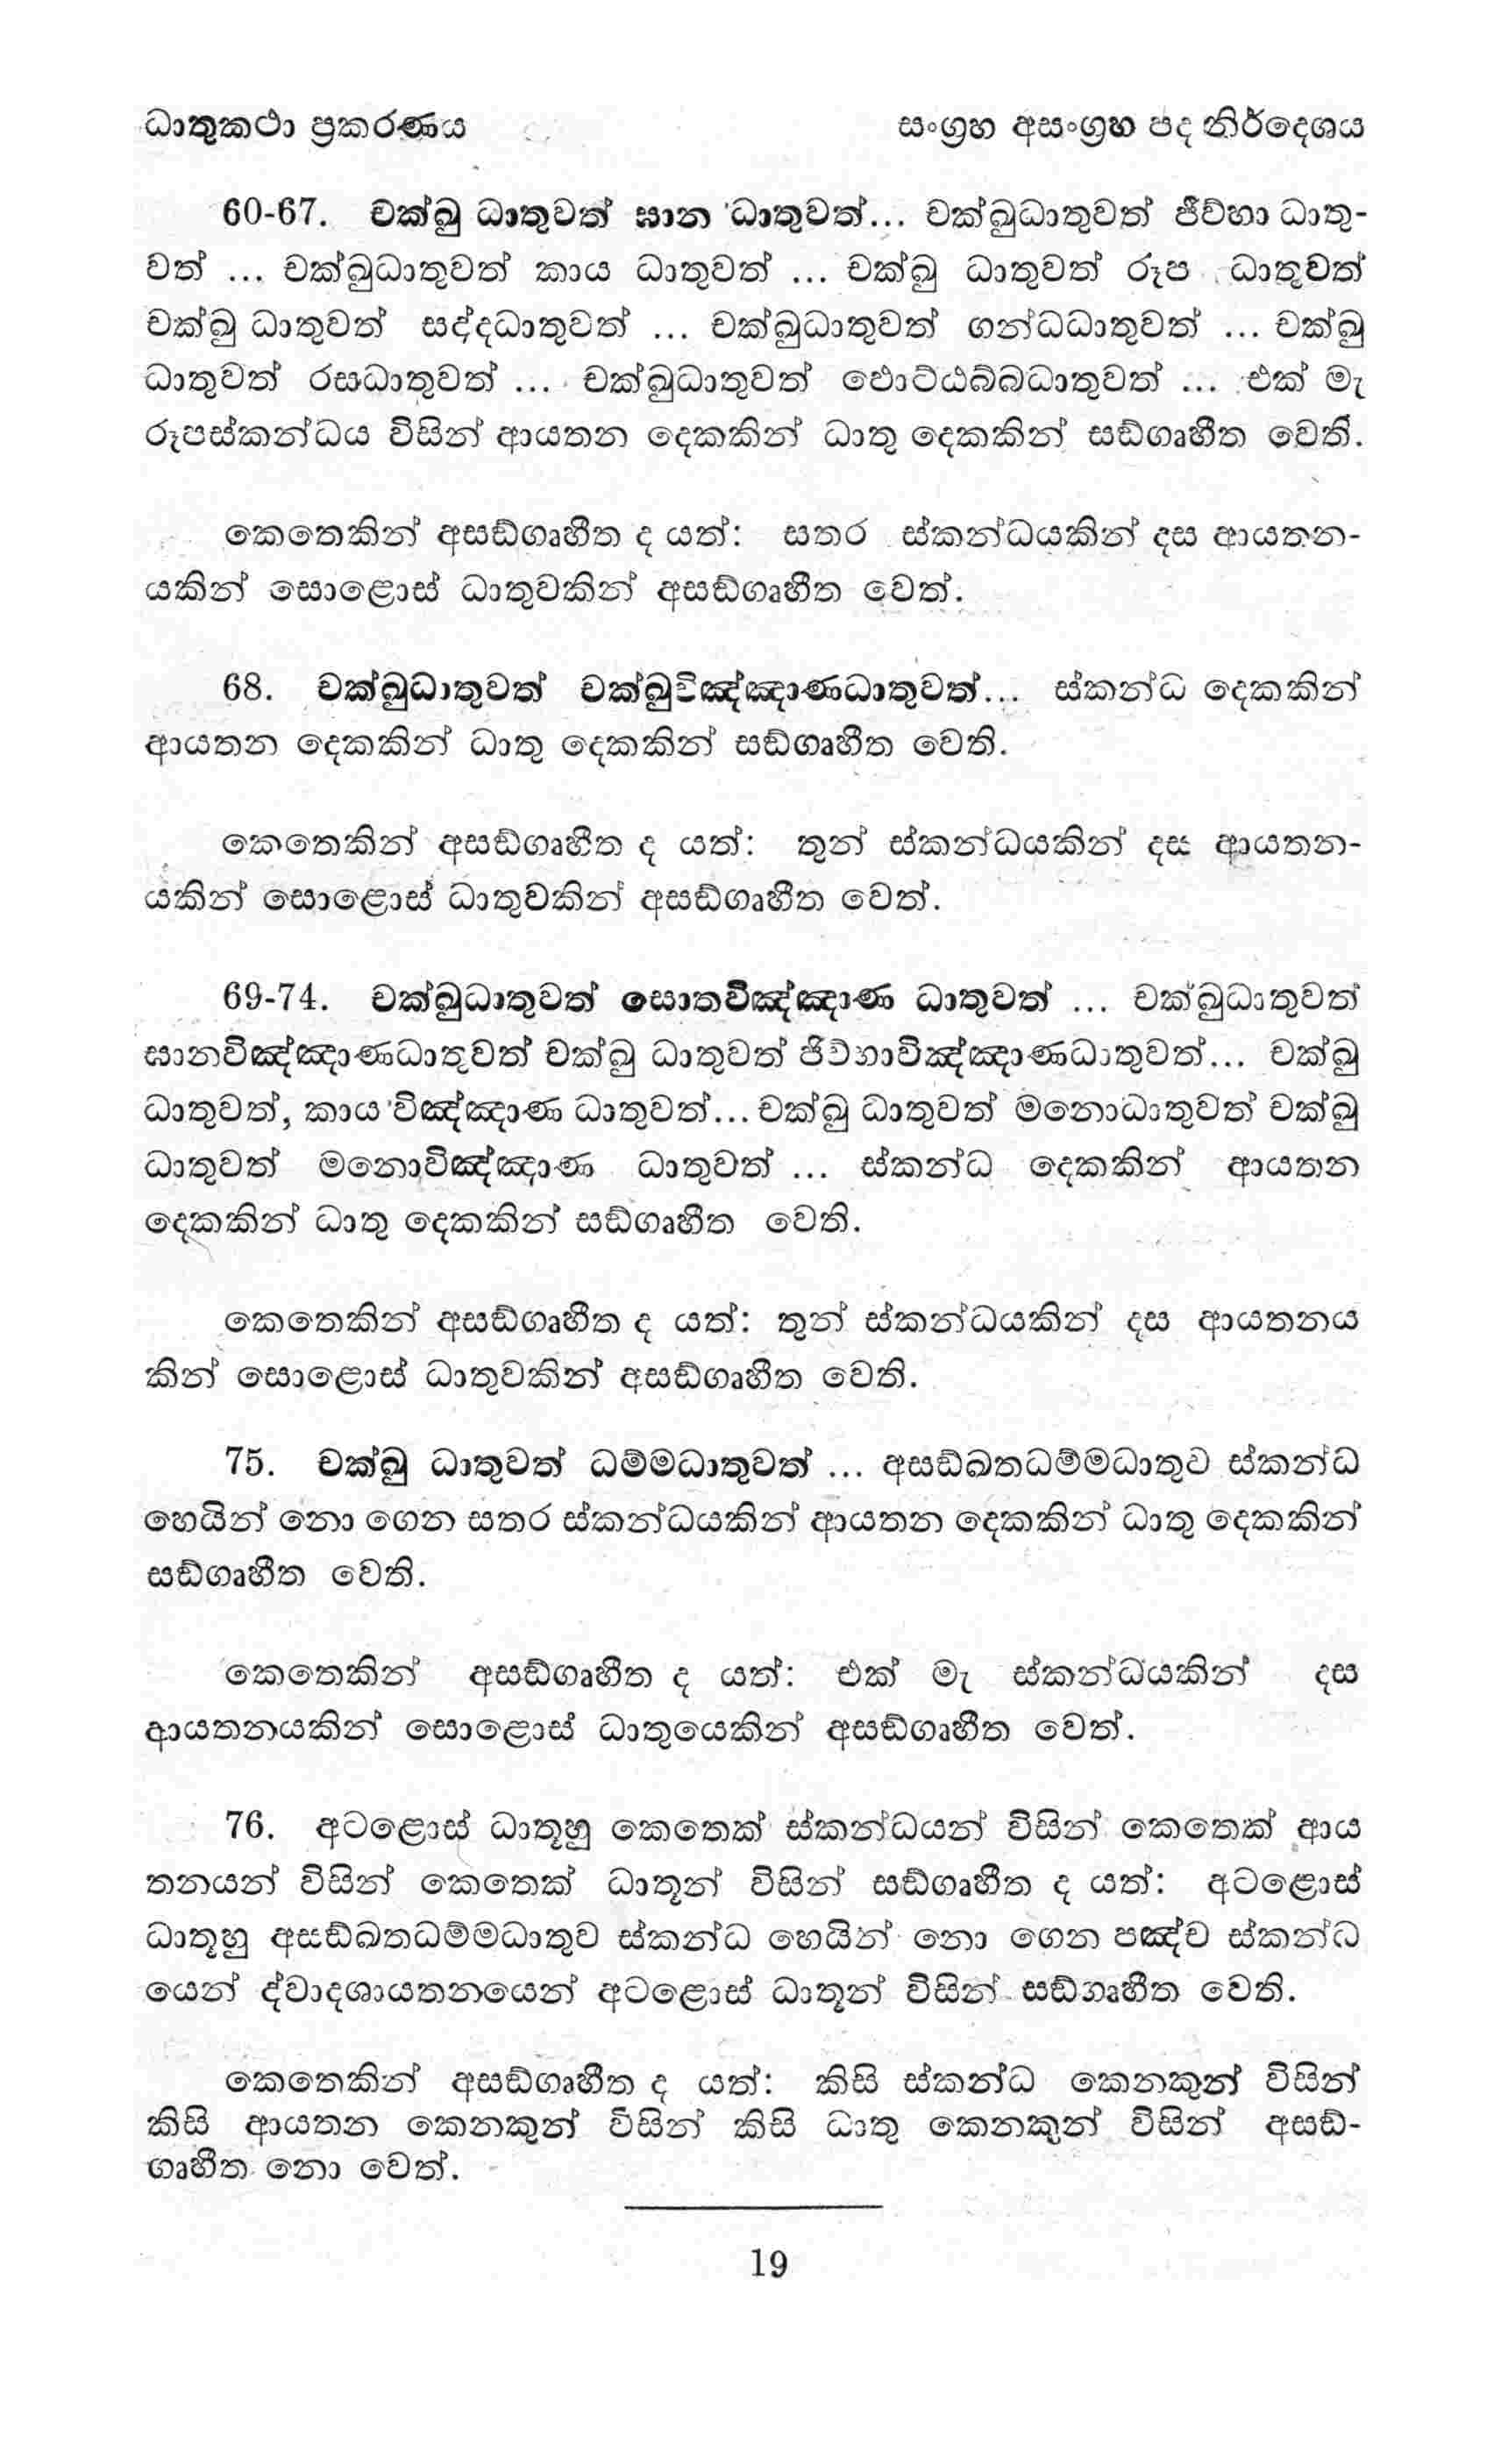 ධාතුකථා ප්‍රකරණය
සංග්‍රහ අසංග්‍රහ පද නිර්දෙශය
60-67. චක්ඛු ධාතුවත් ඝාන ධාතුවත්... චක්ඛුධාතුවත් ජීව්හා ධාතු-
වත් ... චක්ඛුධාතුවත් කාය ධාතුවත් ... චක්ඛු ධාතුවත් රූප ධාතුවත්
චක්ඛු ධාතුවත් සද්දධාතුවත් ... චක්ඛුධාතුවත් ගන්ධධාතුවත් ... චක්ඛු
ධාතුවත් රසධාතුවත් ... චක්ඛුධාතුවත් ඵොට්ඨබ්බධාතුවත් ... එක් මැ
රූපස්කන්ධය විසින් ආයතන දෙකකින් ධාතු දෙකකින් සඞ්ගෘහීත වෙති.
කෙතෙකින් අසඞ්ගෘහීත ද යත්: සතර ස්කන්ධයකින් දස ආයතන-
යකින් සොළොස් ධාතුවකින් අසඞ්ගෘහීත වෙත්.
68. චක්ඛුධාතුවත් චක්ඛුවිඤ්ඤාණධාතුවත්... ස්කන්ධ දෙකකින්
ආයතන දෙකකින් ධාතු දෙකකින් සඞ්ගෘහීත වෙති.
කෙතෙකින් අසඞ්ගෘහීත ද යත්: තුන් ස්කන්ධයකින් දස ආයතන-
යකින් සොළොස් ධාතුවකින් අසඞ්ගෘහීත වෙත්.
69-74. චක්ඛුධාතුවත් සොතවිඤ්ඤාණ ධාතුවත් ... චක්ඛුධාතුවත්
ඝානවිඤ්ඤාණධාතුවත් චක්ඛු ධාතුවත් ජිව්හාවිඤ්ඤාණධාතුවත්... චක්ඛු
ධාතුවත්, කාය විඤ්ඤාණ ධාතුවත්... චක්ඛු ධාතුවත් මනොධාතුවත් චක්ඛු
ධාතුවත් මනොවිඤ්ඤාණ ධාතුවත් ... ස්කන්ධ දෙකකින් ආයතන
දෙකකින් ධාතු දෙකකින් සඞ්ගෘහීත වෙති.
කෙතෙකින් අසඞ්ගෘහීත ද යත්: තුන් ස්කන්ධයකින් දස ආයතනය
කින් සොළොස් ධාතුවකින් අසඞ්ගෘහීත වෙති.
75. චක්ඛු ධාතුවත් ධම්මධාතුවත් ... අසඞ්ඛතධම්මධාතුව ස්කන්ධ
හෙයින් නො ගෙන සතර ස්කන්ධයකින් ආයතන දෙකකින් ධාතු දෙකකින්
සඞ්ගෘහීත වෙති.
කෙතෙකින් අසඞ්ගෘහීත ද යත්: එක් මැ ස්කන්ධයකින් දස
ආයතනයකින් සොළොස් ධාතුයෙකින් අසඞ්ගෘහීත වෙත්.
76. අටළොස් ධාතූහු කෙතෙක් ස්කන්ධයන් විසින් කෙතෙක් ආය
තනයන් විසින් කෙතෙක් ධාතූන් විසින් සඞ්ගෘහීත ද යත්: අටළොස්
ධාතූහු අසඞ්ඛතධම්මධාතුව ස්කන්ධ හෙයින් නො ගෙන පඤ්ච ස්කන්ධ
යෙන් ද්වාදශායතනයෙන් අටළොස් ධාතූන් විසින් සඞ්ගෘහීත වෙති.
කෙතෙකින් අසඞ්ගෘහීත ද යත්: කිසි ස්කන්ධ කෙනකුන් විසින්
කිසි ආයතන කෙනකුන් විසින් කිසි ධාතු කෙනකුන් විසින් අසඞ්-
ගෘහීත නො වෙත්.
19